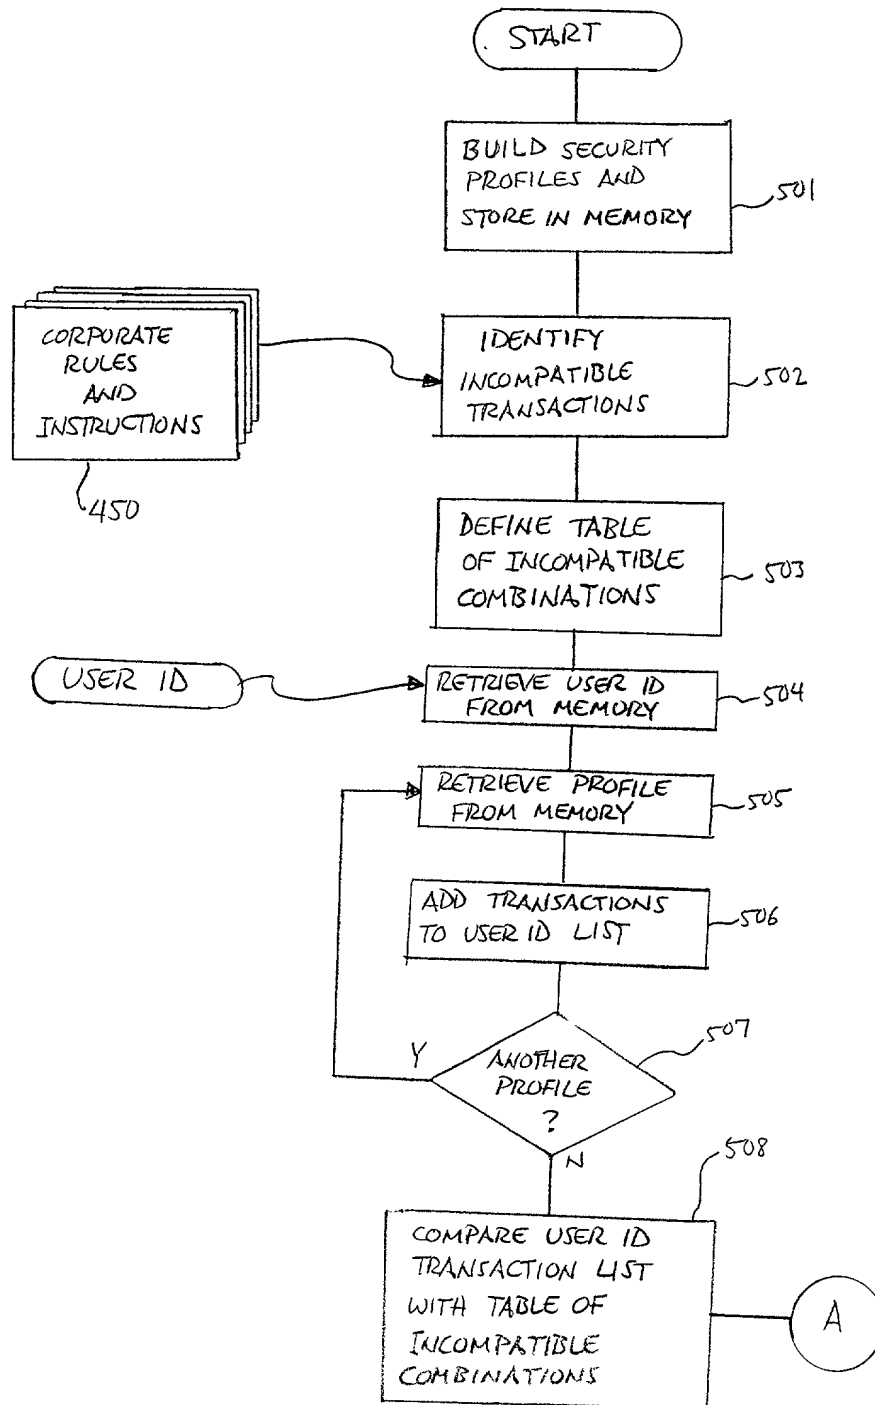 START
BUILD SECURITY
PROFILES AND
STORE IN MEMORY
501
CORPORATE
RULES
AND
INSTRUCTIONS
450
IDENTIFY
INCOMPATIBLE
TRANSACTIONS
502
DEFINE TABLE
OF INCOMPATIBLE
COMBINATIONS
503
USER ID
RETRIEVE USER ID
FROM MEMORY
504
RETRIEVE PROFILE
FROM MEMORY
505
ADD TRANSACTIONS
TO USER ID LIST
506
ANOTHER
PROFILE
?
507
Y
N
COMPARE USER ID
TRANSACTION LIST
WITH TABLE OF
INCOMPATIBLE
COMBINATIONS
508
A